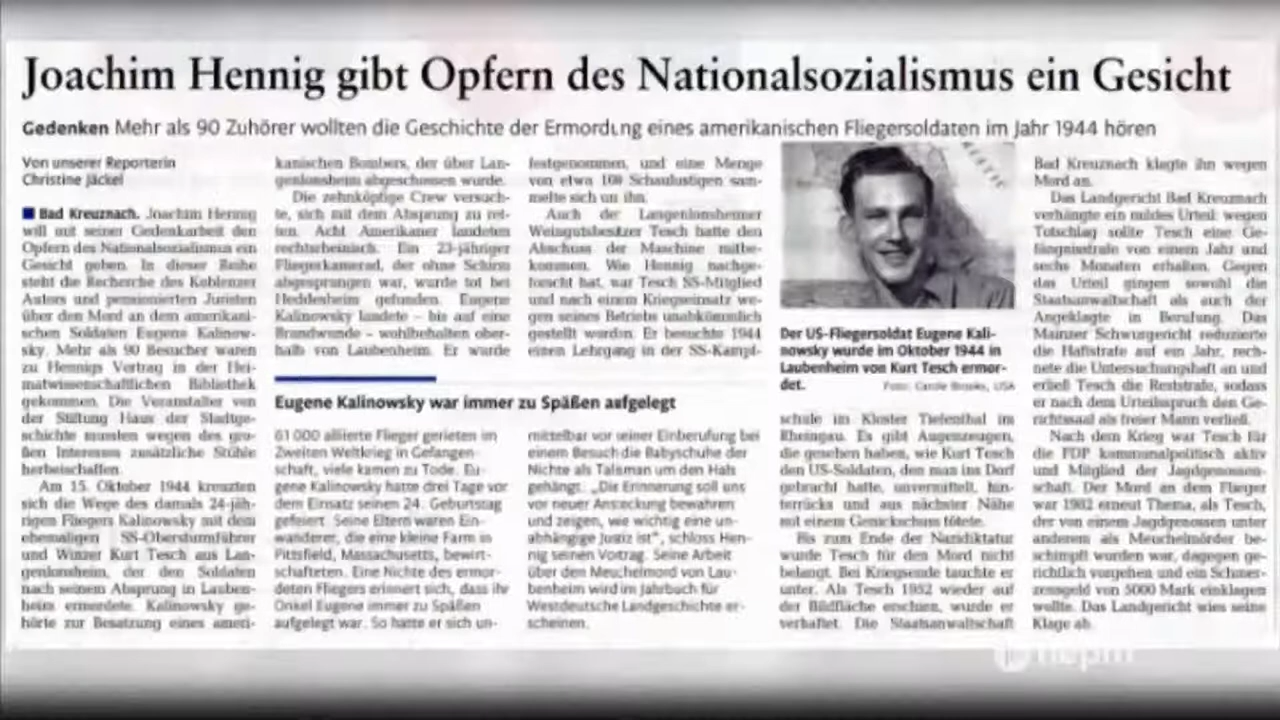 Joachim Hennig gibt Opfern des Nationalsozialismus ein Gesicht
Gedenken Mehr als 90 Zuhörer wollten die Geschichte der Ermordung eines amerikanischen Fliegersoldaten im Jahr 1944 hören
Von unserer Reporterin
Christine Jäckel
Bad Kreuznach. Joachim Hennig
will mit seiner Gedenkarbeit den
Opfern des Nationalsozialismus ein
Gesicht geben. In dieser Reihe
steht die Recherche des Koblenzer
Autors und pensionierten Juristen
über den Mord an dem amerikani-
schen Soldaten Eugene Kalinow-
sky. Mehr als 90 Besucher waren
zu Hennigs Vortrag in der Hei-
matwissenschaftlichen Bibliothek
gekommen. Die Veranstalter von
der Stiftung Haus der Stadtge-
schichte mussten wegen des gro-
ßen Interesses zusätzliche Stühle
herbeischaffen.
Am 15. Oktober 1944 kreuzten
sich die Wege des damals 24-jäh-
rigen Fliegers Kalinowsky mit dem
ehemaligen SS-Obersturmführer
und Winzer Kurt Tesch aus Lan-
genlonsheim, der den Soldaten
nach seinem Absprung in Lauben-
heim ermordete. Kalinowsky ge-
hörte zur Besatzung eines ameri-
kanischen Bombers, der über Lan-
genlonsheim abgeschossen wurde.
Die zehnköpfige Crew versuch-
te, sich mit dem Absprung zu ret-
ten. Acht Amerikaner landeten
rechtsrheinisch. Ein 23-jähriger
Fliegerkamerad, der ohne Schirm
abgesprungen war, wurde tot bei
Heddesheim gefunden. Eugene
Kalinowsky landete – bis auf eine
Brandwunde – wohlbehalten ober-
halb von Laubenheim. Er wurde
festgenommen, und eine Menge
von etwa 100 Schaulustigen sam-
melte sich um ihn.
Auch der Langenlonsheimer
Weingutsbesitzer Tesch hatte den
Abschuss der Maschine mitbe-
kommen. Wie Hennig nachge-
forscht hat, war Tesch SS-Mitglied
und nach einem Kriegseinsatz we-
gen seines Betriebs unabkömmlich
gestellt worden. Er besuchte 1944
einen Lehrgang in der SS-Kampf-
Der US-Fliegersoldat Eugene Kali-
nowsky wurde im Oktober 1944 in
Laubenheim von Kurt Tesch ermor-
det. Foto: Carole Brooks, USA
schule im Kloster Tiefenthal im
Rheingau. Es gibt Augenzeugen,
die gesehen haben, wie Kurt Tesch
den US-Soldaten, den man ins Dorf
gebracht hatte, unvermittelt, hin-
terrücks und aus nächster Nähe
mit einem Genickschuss tötete.
Bis zum Ende der Nazidiktatur
wurde Tesch für den Mord nicht
belangt. Bei Kriegsende tauchte er
unter. Als Tesch 1952 wieder auf
der Bildfläche erschien, wurde er
verhaftet. Die Staatsanwaltschaft
Bad Kreuznach klagte ihn wegen
Mord an.
Das Landgericht Bad Kreuznach
verhängte ein mildes Urteil: wegen
Totschlag sollte Tesch eine Ge-
fängnisstrafe von einem Jahr und
sechs Monaten erhalten. Gegen
das Urteil gingen sowohl die
Staatsanwaltschaft als auch der
Angeklagte in Berufung. Das
Mainzer Schwurgericht reduzierte
die Haftstrafe auf ein Jahr, rech-
nete die Untersuchungshaft an und
erließ Tesch die Reststrafe, sodass
er nach dem Urteilsspruch den Ge-
richtssaal als freier Mann verließ.
Nach dem Krieg war Tesch für
die FDP kommunalpolitisch aktiv
und Mitglied der Jagdgenossen-
schaft. Der Mord an dem Flieger
war 1982 erneut Thema, als Tesch,
der von einem Jagdgenossen unter
anderem als Meuchelmörder be-
schimpft worden war, dagegen ge-
richtlich vorgehen und ein Schmer-
zensgeld von 5000 Mark einklagen
wollte. Das Landgericht wies seine
Klage ab.
Eugene Kalinowsky war immer zu Späßen aufgelegt
61 000 alliierte Flieger gerieten im
Zweiten Weltkrieg in Gefangen-
schaft, viele kamen zu Tode. Eu-
gene Kalinowsky hatte drei Tage vor
dem Einsatz seinen 24. Geburtstag
gefeiert. Seine Eltern waren Ein-
wanderer, die eine kleine Farm in
Pittsfield, Massachusetts, bewirt-
schafteten. Eine Nichte des ermor-
deten Fliegers erinnert sich, dass ihr
Onkel Eugene immer zu Späßen
aufgelegt war. So hatte er sich un-
mittelbar vor seiner Einberufung bei
einem Besuch die Babyschuhe der
Nichte als Talisman um den Hals
gehängt. „Die Erinnerung soll uns
vor neuer Ansteckung bewahren
und zeigen, wie wichtig eine un-
abhängige Justiz ist“, schloss Hen-
nig seinen Vortrag. Seine Arbeit
über den Meuchelmord von Lau-
benheim wird im Jahrbuch für
Westdeutsche Landesgeschichte er-
scheinen.